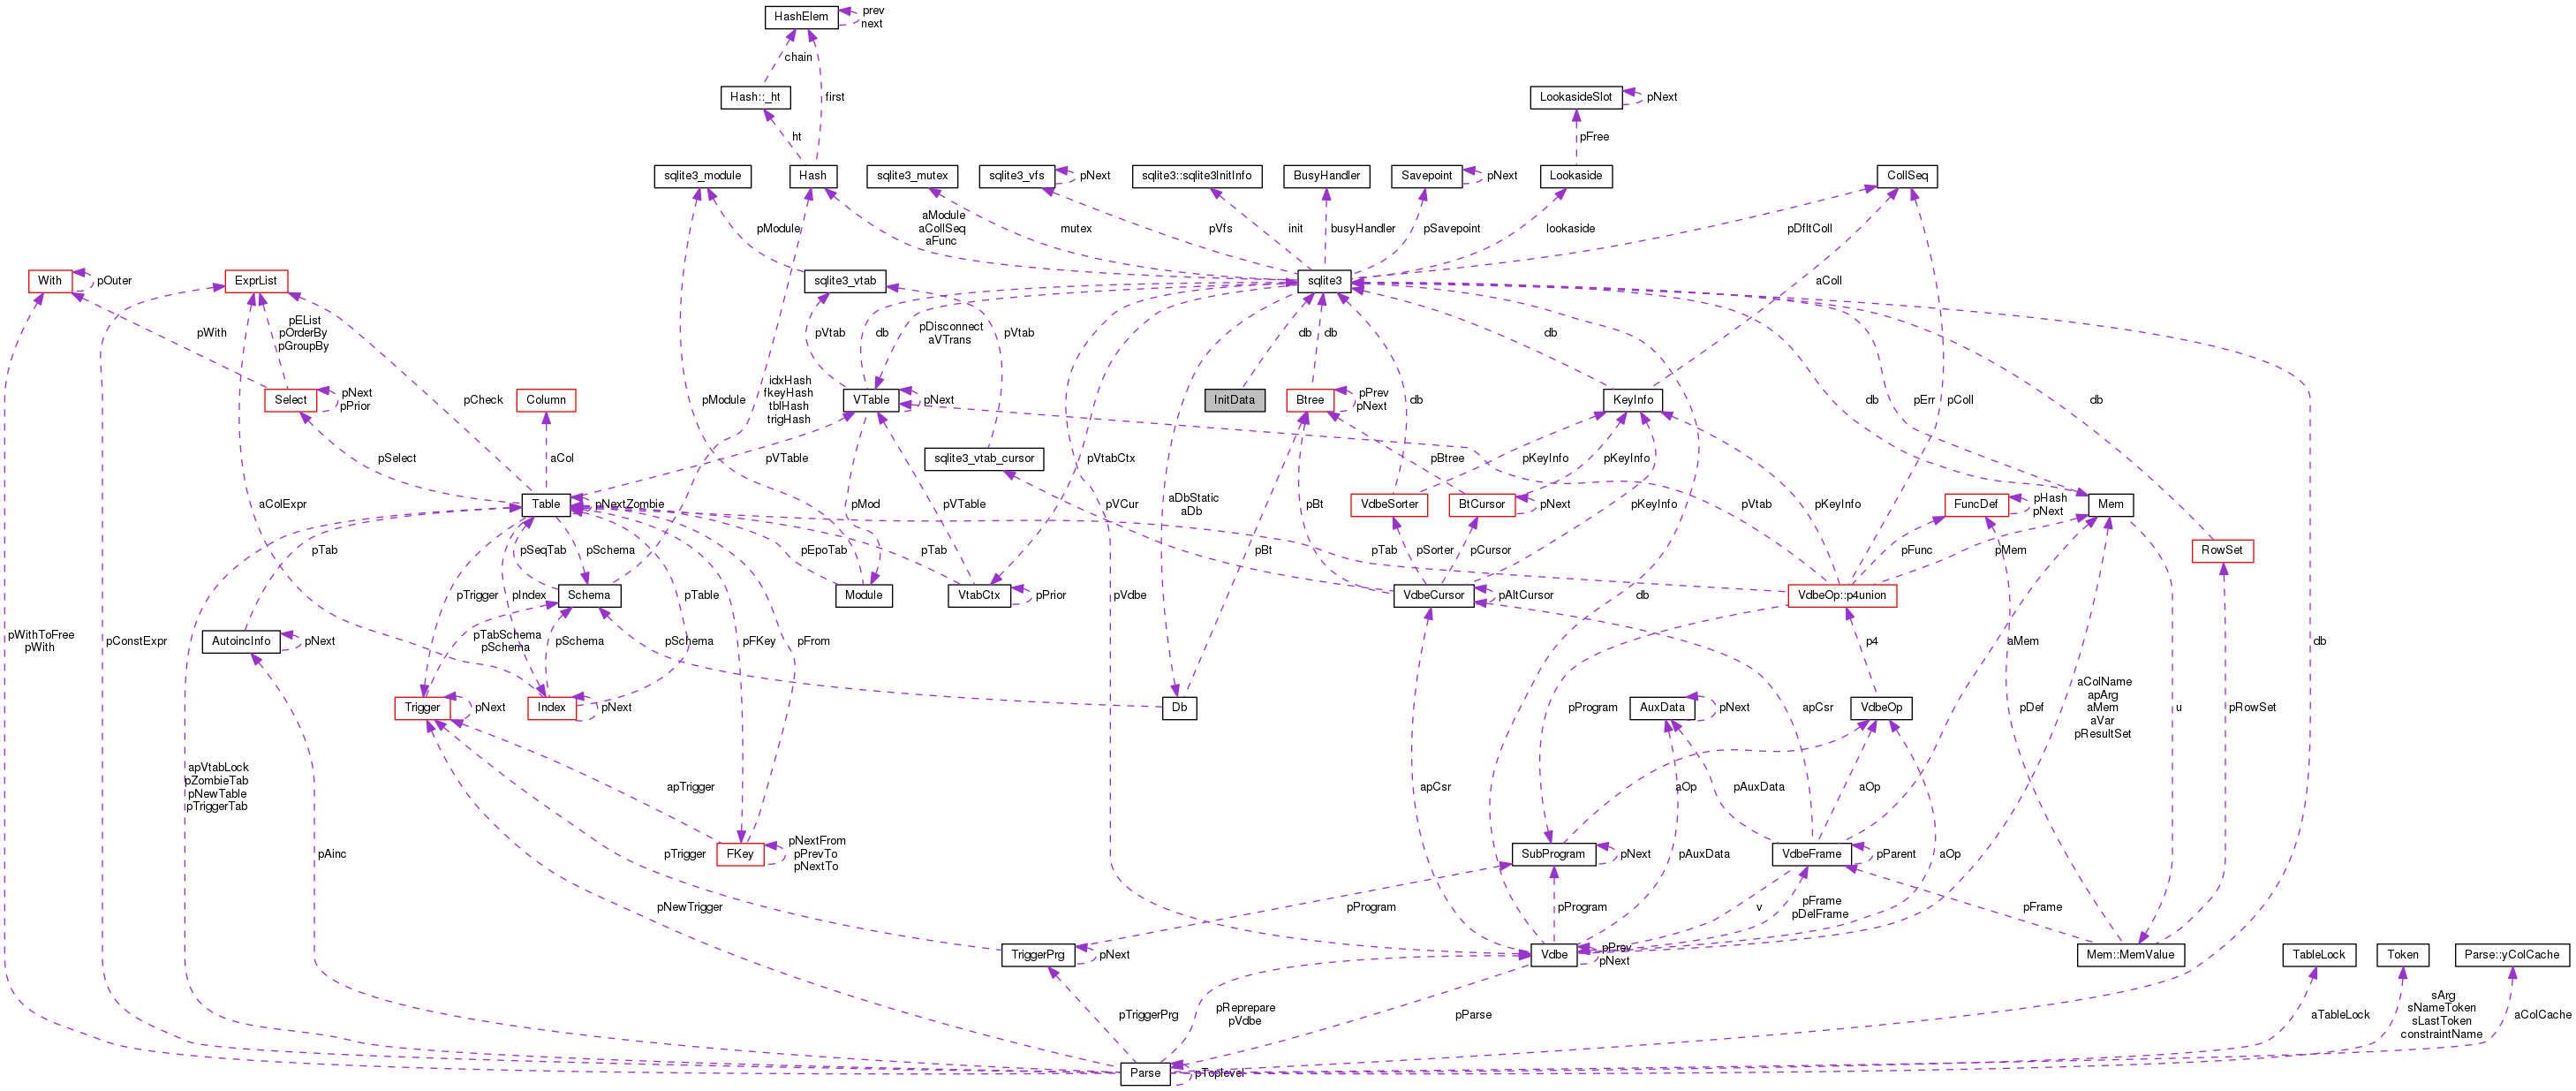 HashElem
prev
next
chain
Hash::_ht
first
LookasideSlot
pNext
ht
pFree
sqlite3_module
Hash
sqlite3_mutex
sqlite3_vfs
pNext
sqlite3::sqlite3InitInfo
BusyHandler
Savepoint
pNext
Lookaside
CollSeq
pModule
aModule
aCollSeq
aFunc
mutex
pVfs
init
busyHandler
pSavepoint
lookaside
pDfltColl
With
pOuter
ExprList
sqlite3_vtab
sqlite3
aColl
pWith
pEList
pOrderBy
pGroupBy
pVtab
db
pDisconnect
aVTrans
pVtab
db
db
db
pModule
idxHash
fkeyHash
tblHash
trigHash
pCheck
Select
pNext
pPrior
Column
VTable
pNext
InitData
Btree
pPrev
pNext
db
KeyInfo
db
pErr
pColl
db
pSelect
aCol
pVTable
sqlite3_vtab_cursor
pVtabCtx
pBtree
pKeyInfo
pKeyInfo
aColExpr
Table
pNextZombie
pMod
pVTable
pVCur
aDbStatic
aDb
pBt
VdbeSorter
BtCursor
pNext
pKeyInfo
pVtab
pKeyInfo
FuncDef
pHash
pNext
Mem
pTab
pSeqTab
pSchema
pEpoTab
pTab
pBt
pTab
pSorter
pCursor
pFunc
pMem
RowSet
pTrigger
pIndex
Schema
pTable
Module
VtabCtx
pPrior
pVdbe
VdbeCursor
pAltCursor
db
VdbeOp::p4union
AutoincInfo
pNext
pWithToFree
pWith
pConstExpr
pTabSchema
pSchema
pSchema
pSchema
pFKey
pFrom
p4
aMem
db
Trigger
pNext
Index
pNext
Db
pProgram
AuxData
pNext
apCsr
VdbeOp
pDef
aColName
apArg
aMem
aVar
pResultSet
u
pRowSet
apVtabLock
pZombieTab
pNewTable
pTriggerTab
apTrigger
apCsr
aOp
pAuxData
aOp
pAinc
pTrigger
FKey
pNextFrom
pPrevTo
pNextTo
SubProgram
pNext
pAuxData
VdbeFrame
pParent
aOp
pNewTrigger
pProgram
pProgram
v
pFrame
pDelFrame
pFrame
TriggerPrg
pNext
Vdbe
pPrev
pNext
Mem::MemValue
TableLock
Token
Parse::yColCache
pTriggerPrg
pReprepare
pVdbe
pParse
aTableLock
sArg
sNameToken
sLastToken
constraintName
aColCache
Parse
pToplevel